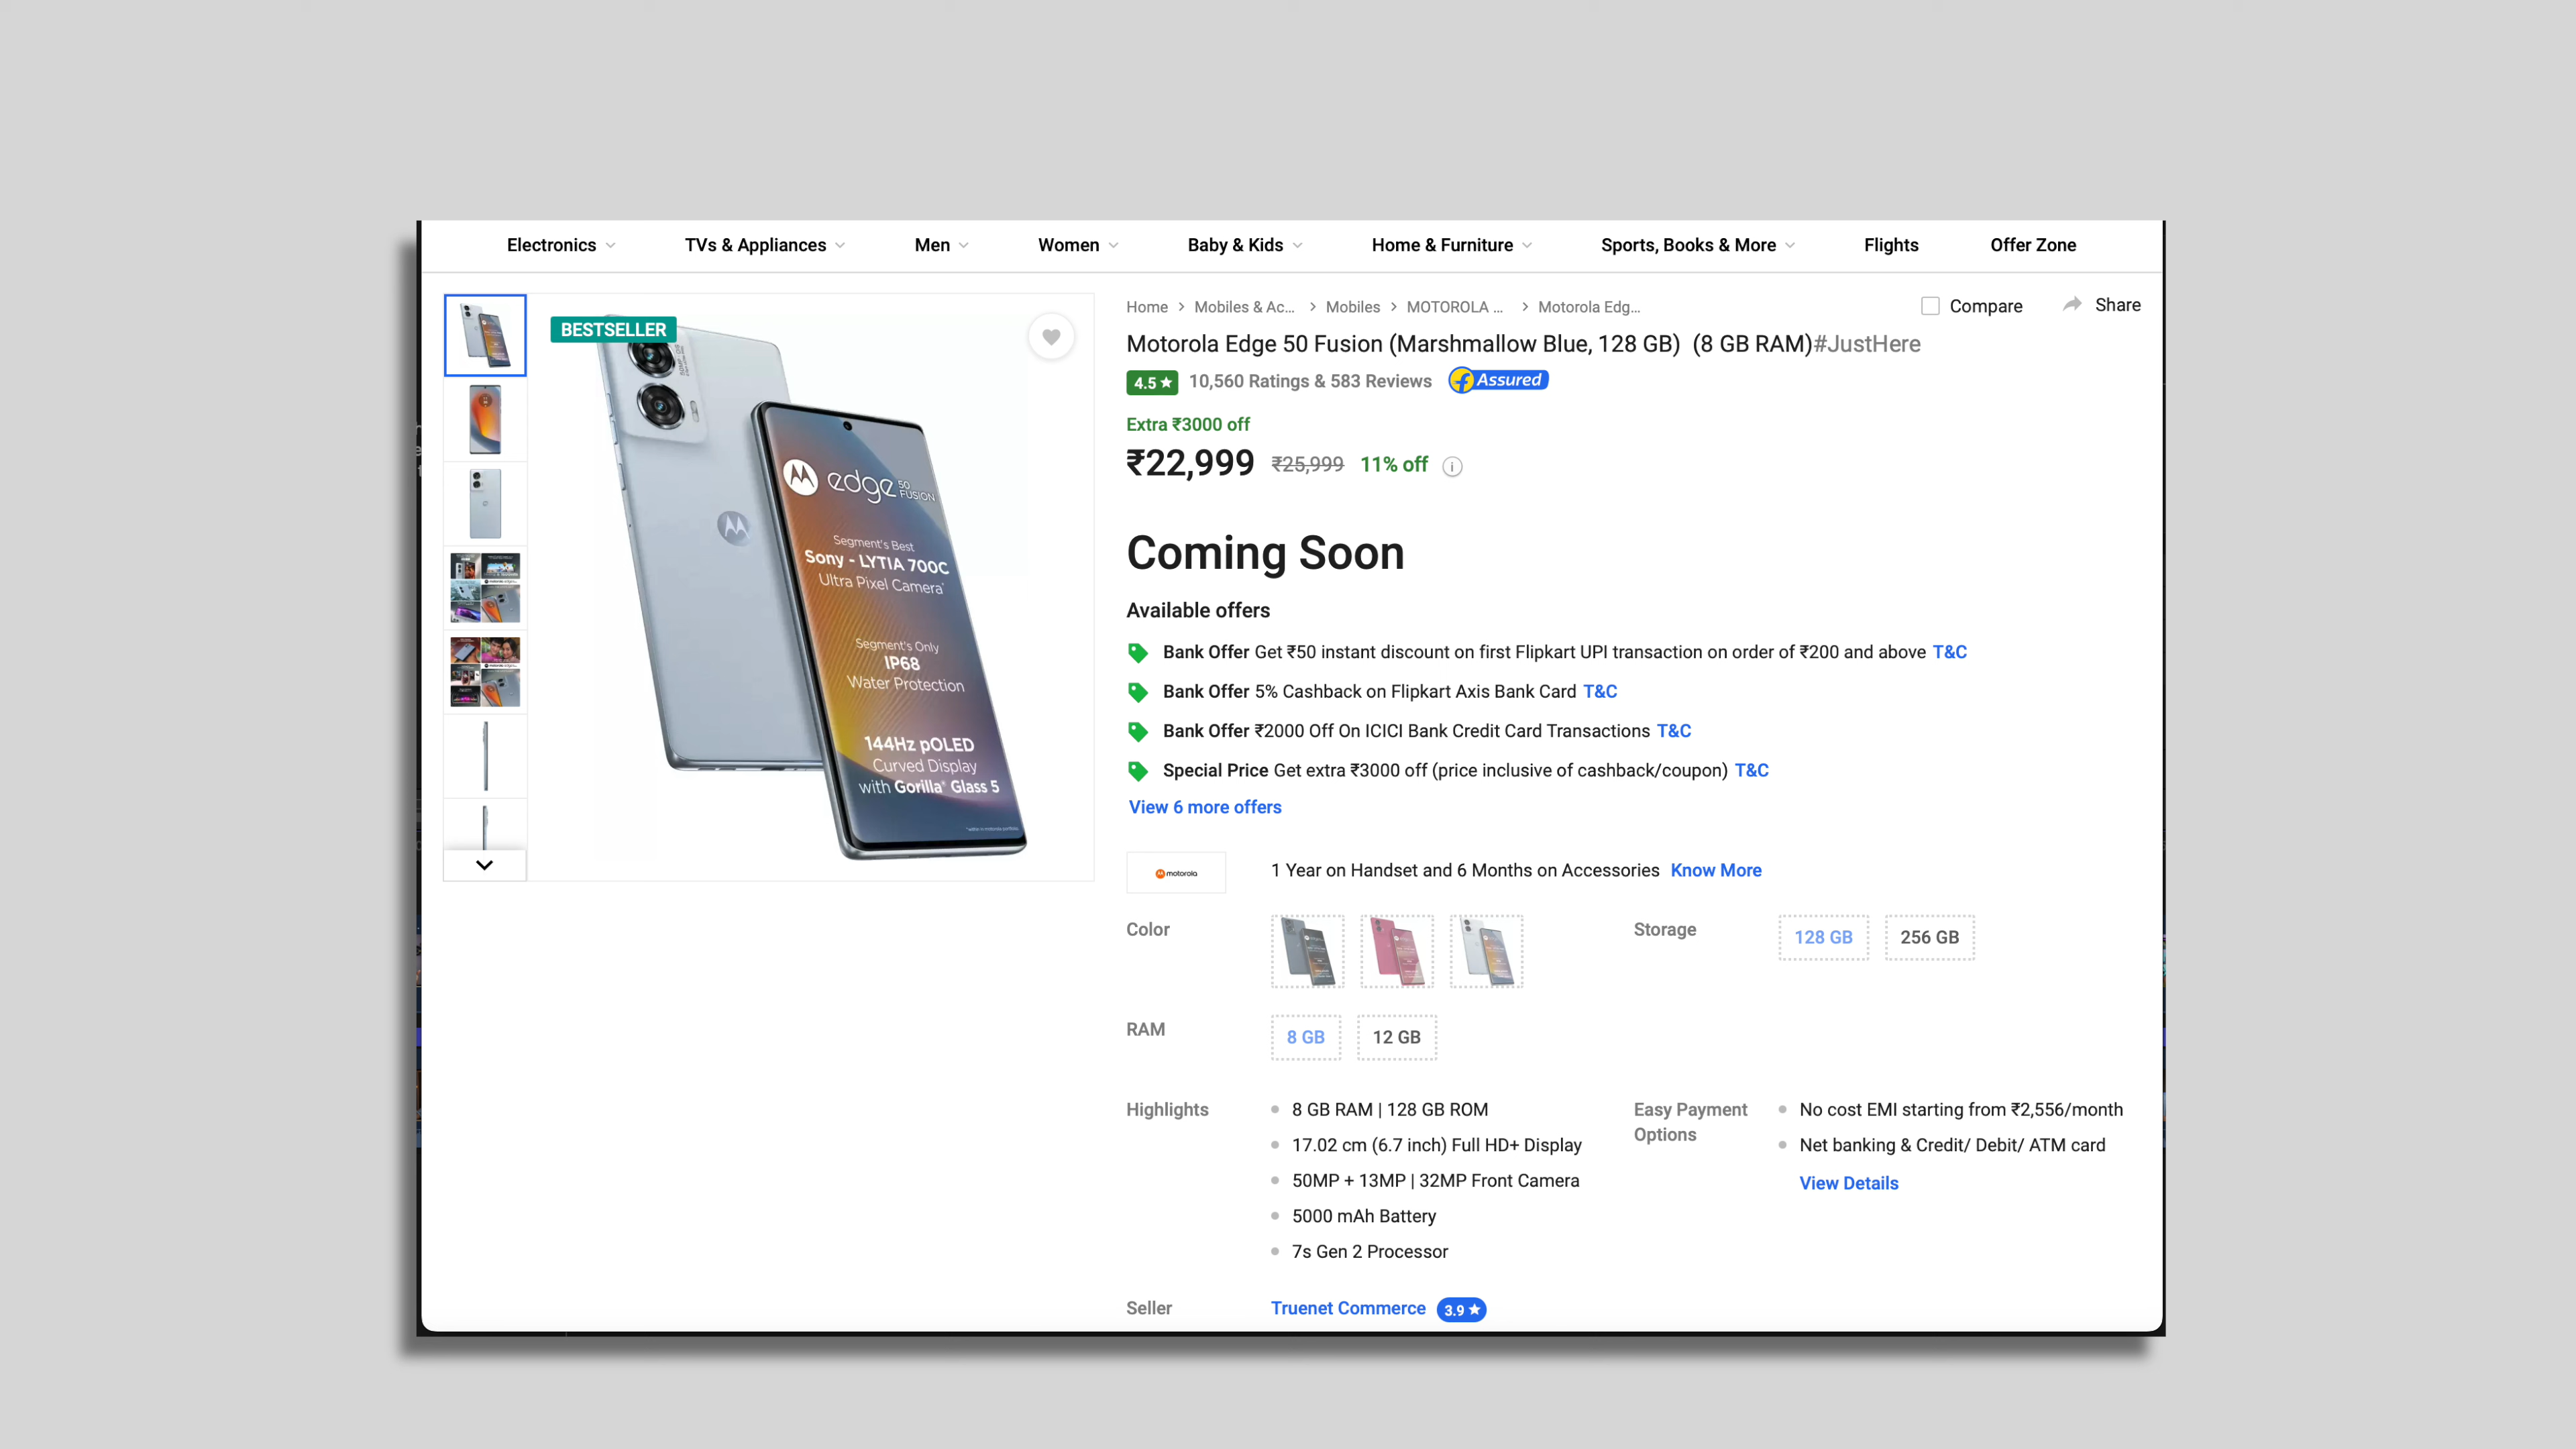 Electronics
TVs & Appliances
Men
Women
Baby & Kids
Home & Furniture
Sports, Books & More
Flights
Offer Zone
BESTSELLER
edge 50 FUSION
Segment's Best
Sony - LYTIA 700C
Ultra Pixel Camera*
Segment's Only
IP68
Water Protection
144Hz pOLED
Curved Display
with Gorilla® Glass 5
Home > Mobiles & Ac... > Mobiles > MOTOROLA ... > Motorola Edg...
Compare
Share
Motorola Edge 50 Fusion (Marshmallow Blue, 128 GB) (8 GB RAM)#JustHere
4.5★ 10,560 Ratings & 583 Reviews Assured
Extra ₹3000 off
₹22,999 ₹25,999 11% off i
Coming Soon
Available offers
Bank Offer Get ₹50 instant discount on first Flipkart UPI transaction on order of ₹200 and above T&C
Bank Offer 5% Cashback on Flipkart Axis Bank Card T&C
Bank Offer ₹2000 Off On ICICI Bank Credit Card Transactions T&C
Special Price Get extra ₹3000 off (price inclusive of cashback/coupon) T&C
View 6 more offers
motorola
1 Year on Handset and 6 Months on Accessories Know More
Color
Storage
128 GB
256 GB
RAM
8 GB
12 GB
Highlights
8 GB RAM | 128 GB ROM
17.02 cm (6.7 inch) Full HD+ Display
50MP + 13MP | 32MP Front Camera
5000 mAh Battery
7s Gen 2 Processor
Easy Payment
Options
No cost EMI starting from ₹2,556/month
Net banking & Credit/ Debit/ ATM card
View Details
Seller
Truenet Commerce 3.9★